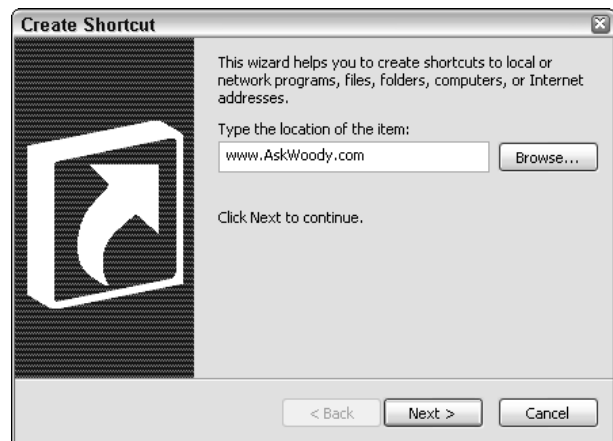 Create Shortcut
This wizard helps you to create shortcuts to local or
network programs, files, folders, computers, or Internet
addresses.
Type the location of the item:
www.AskWoody.com
Browse...
Click Next to continue.
< Back
Next >
Cancel